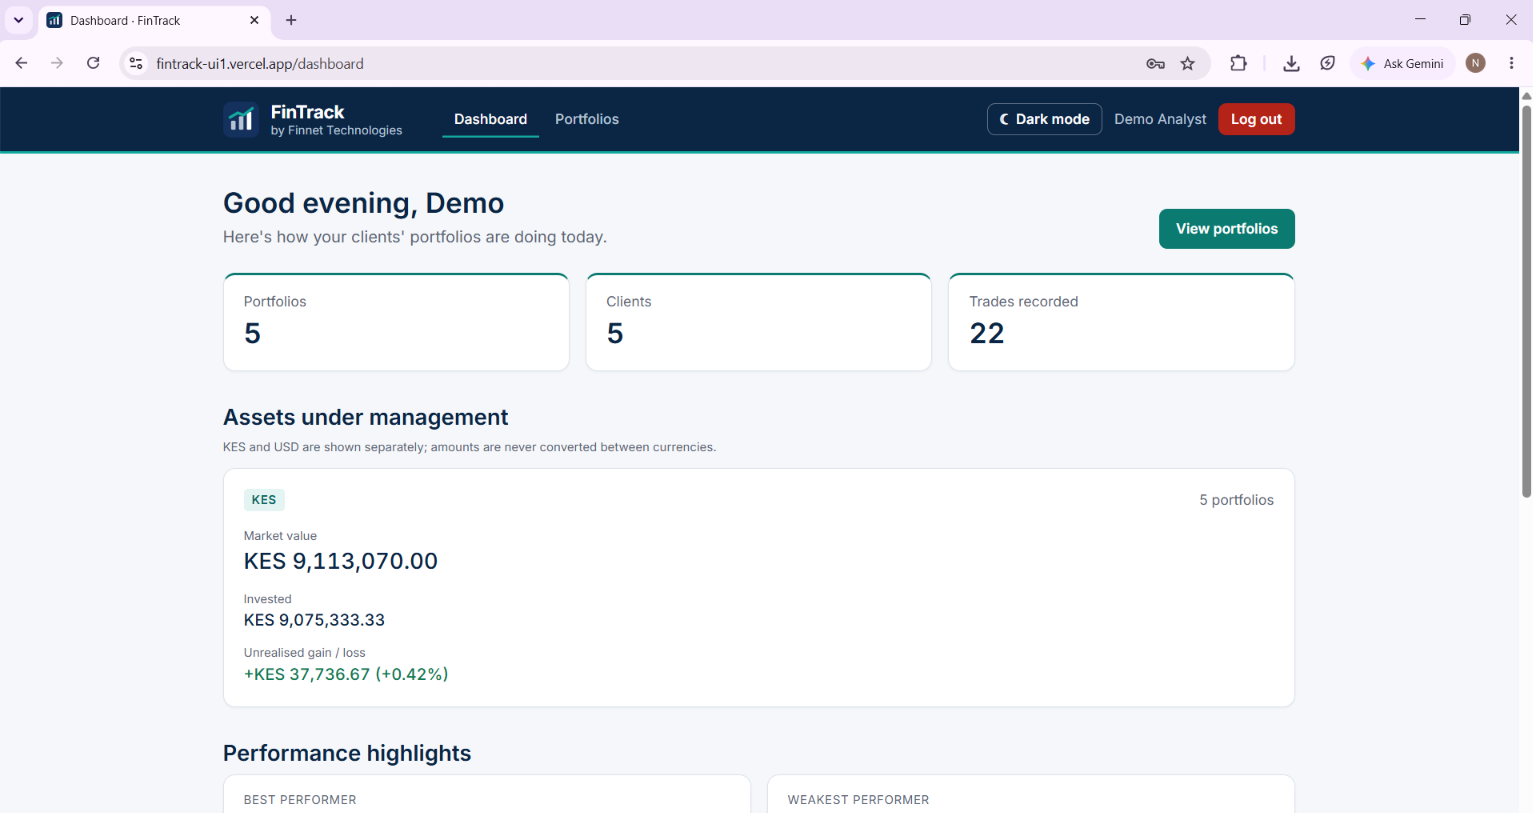 Dashboard · FinTrack
fintrack-ui1.vercel.app/dashboard
Ask Gemini
N
FinTrack
by Finnet Technologies
Dashboard
Portfolios
Dark mode
Demo Analyst
Log out
Good evening, Demo
Here's how your clients' portfolios are doing today.
View portfolios
Portfolios
5
Clients
5
Trades recorded
22
Assets under management
KES and USD are shown separately; amounts are never converted between currencies.
KES
5 portfolios
Market value
KES 9,113,070.00
Invested
KES 9,075,333.33
Unrealised gain / loss
+KES 37,736.67 (+0.42%)
Performance highlights
BEST PERFORMER
WEAKEST PERFORMER